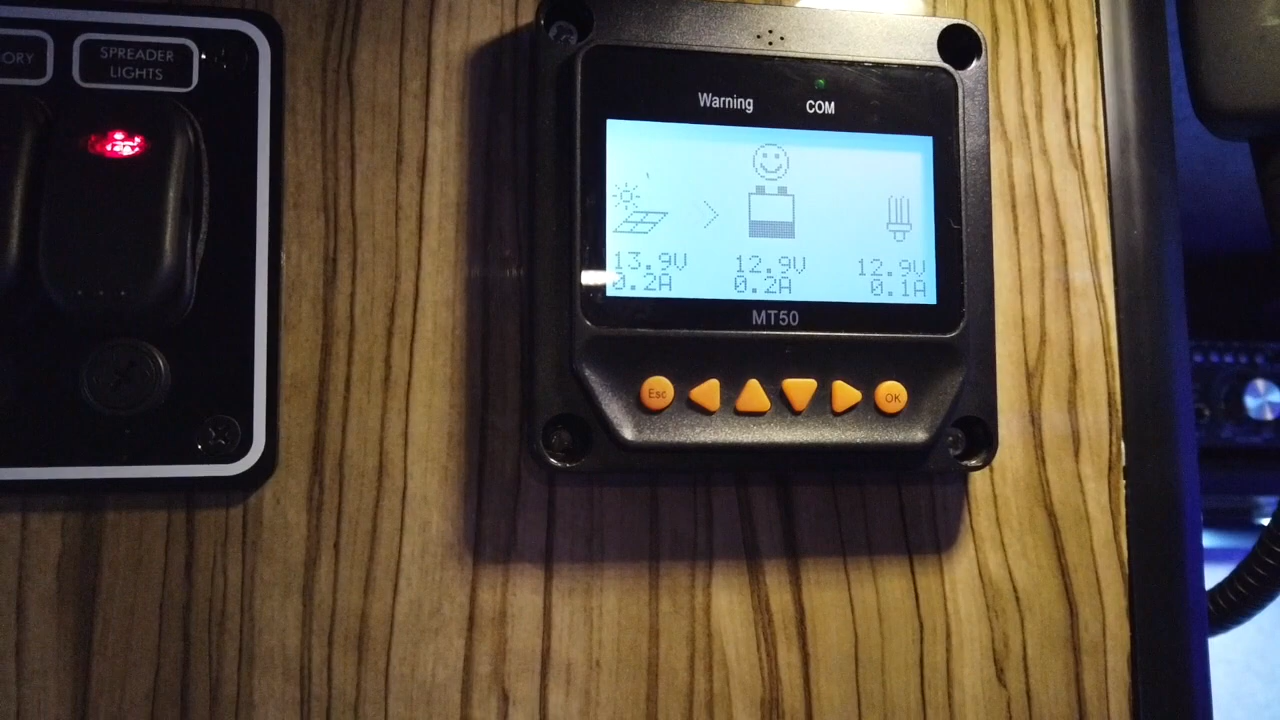 ORY
SPREADER
LIGHTS
Warning
COM
13.9V
0.2A
12.9V
0.2A
12.9V
0.1A
MT50
Esc
OK